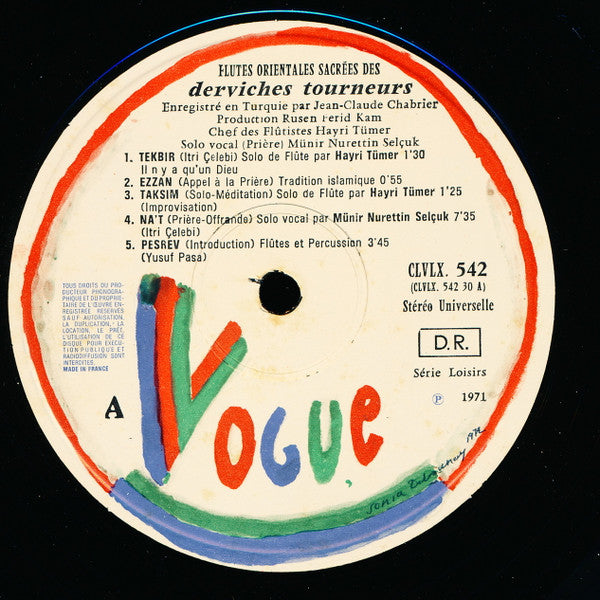 FLUTES ORIENTALES SACRÉES DES
derviches tourneurs
Enregistré en Turquie par Jean-Claude Chabrier
Production Rusen Ferid Kam
Chef des Flûtistes Hayri Tümer
Solo vocal (Prière) Münir Nurettin Selçuk
1. TEKBIR (Itri Çelebi) Solo de Flûte par Hayri Tümer 1'30
Il n y a qu'un Dieu
2. EZZAN (Appel à la Prière) Tradition islamique 0'55
3. TAKSIM (Solo-Méditation) Solo de Flûte par Hayri Tümer 1'25
(Improvisation)
4. NA'T (Prière-Offrande) Solo vocal par Münir Nurettin Selçuk 7'35
(Itri Çelebi)
5. PESREV (Introduction) Flûtes et Percussion 3'45
(Yusuf Pasa)
CLVLX. 542
(CLVLX. 542 30 A)
Stéréo Universelle
D.R.
Série Loisirs
℗ 1971
TOUS DROITS DU PRO-
DUCTEUR PHONOGRA-
PHIQUE ET DU PROPRIE-
TAIRE DE L'ŒUVRE EN-
REGISTRÉE RESERVES
SAUF AUTORISATION,
LA DUPLICATION, LA
LOCATION, LE PRÊT,
L'UTILISATION DE CE
DISQUE POUR EXECU-
TION PUBLIQUE ET
RADIODIFFUSION SONT
INTERDITES.
MADE IN FRANCE
A
VOGUE
Sonia Delaunay 1972